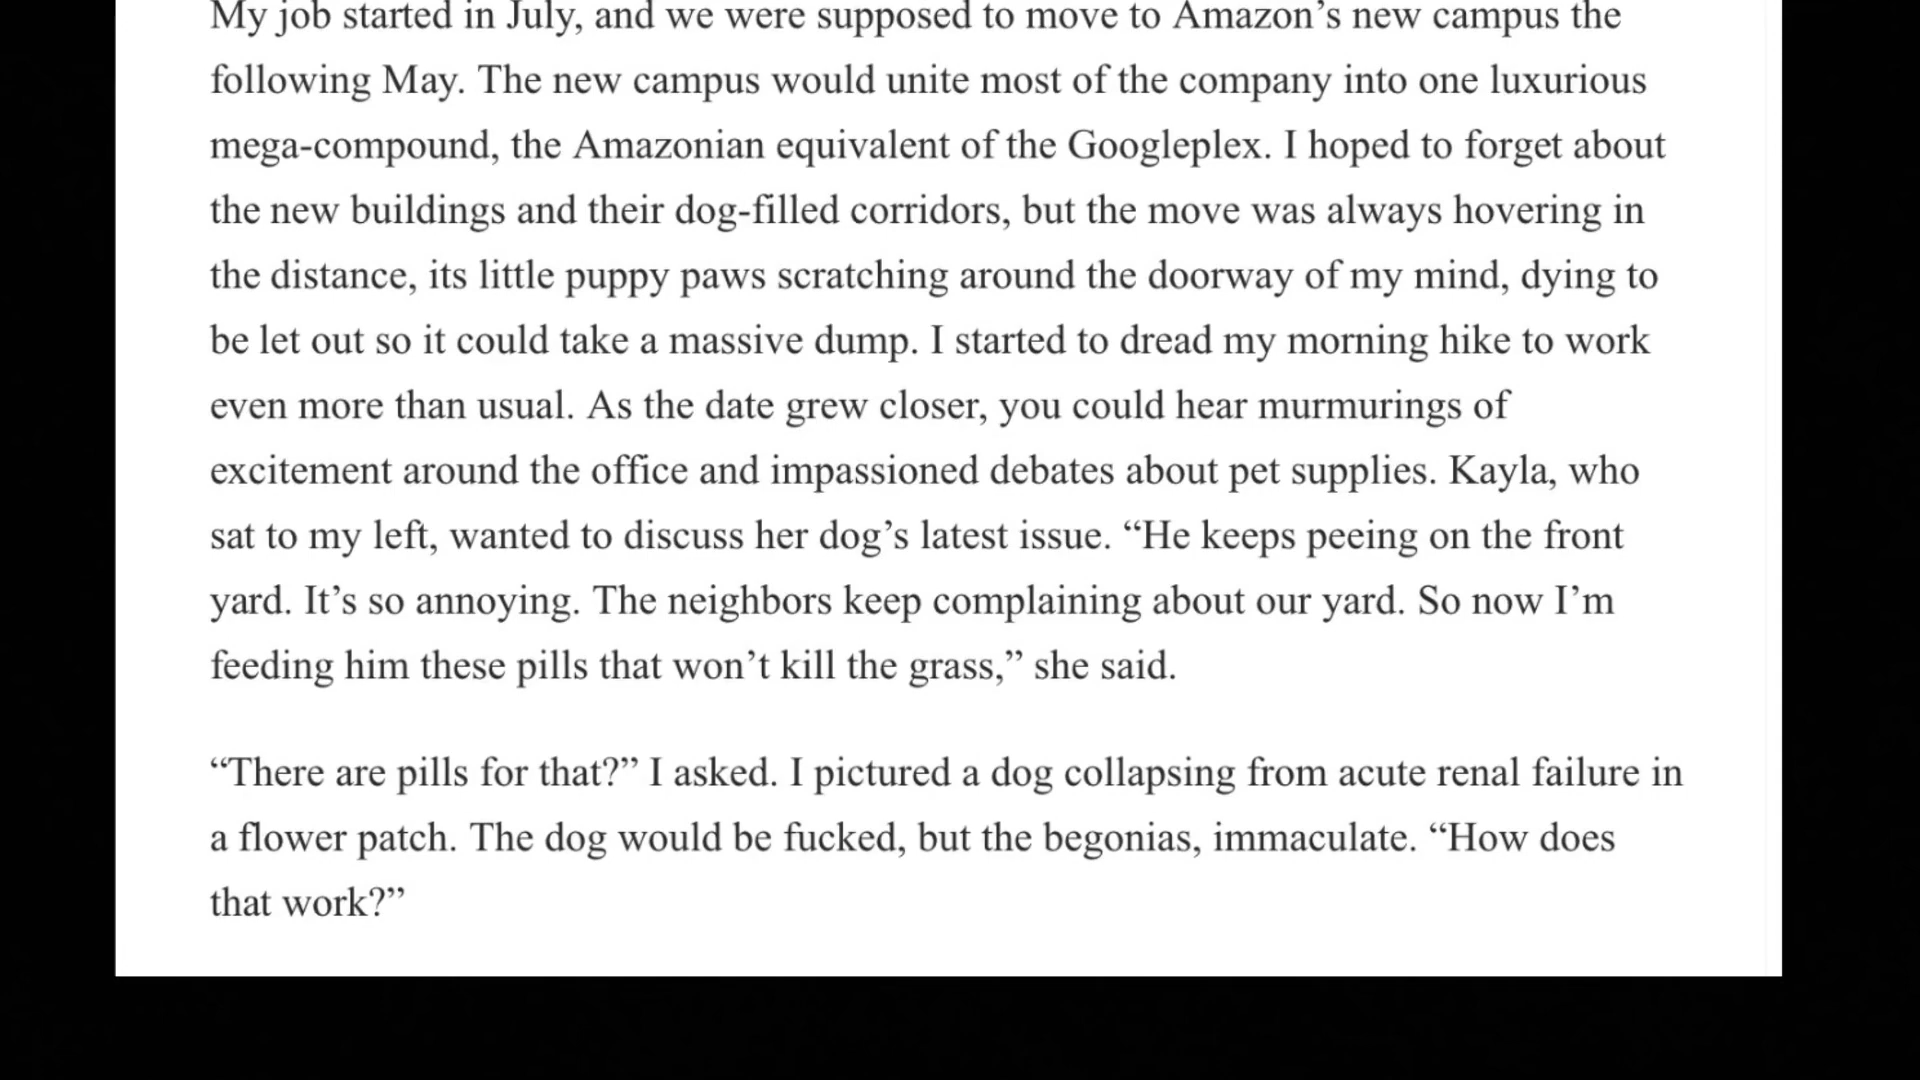 My job started in July, and we were supposed to move to Amazon’s new campus the
following May. The new campus would unite most of the company into one luxurious
mega-compound, the Amazonian equivalent of the Googleplex. I hoped to forget about
the new buildings and their dog-filled corridors, but the move was always hovering in
the distance, its little puppy paws scratching around the doorway of my mind, dying to
be let out so it could take a massive dump. I started to dread my morning hike to work
even more than usual. As the date grew closer, you could hear murmurings of
excitement around the office and impassioned debates about pet supplies. Kayla, who
sat to my left, wanted to discuss her dog’s latest issue. “He keeps peeing on the front
yard. It’s so annoying. The neighbors keep complaining about our yard. So now I’m
feeding him these pills that won’t kill the grass,” she said.
“There are pills for that?” I asked. I pictured a dog collapsing from acute renal failure in
a flower patch. The dog would be fucked, but the begonias, immaculate. “How does
that work?”